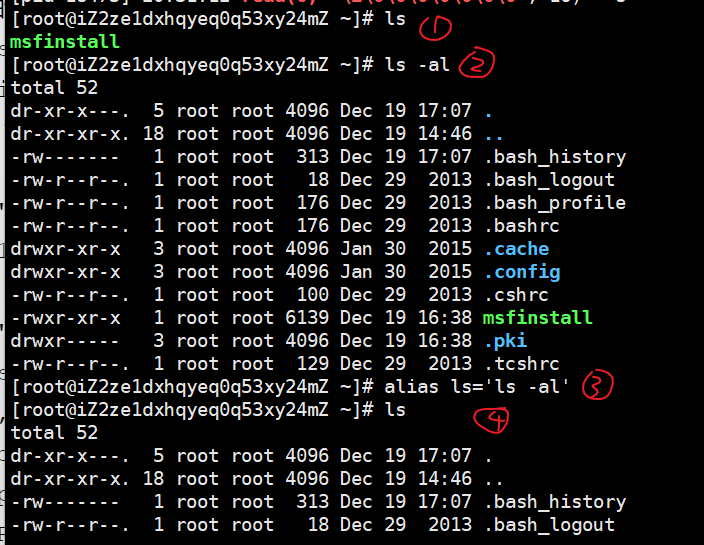 [root@iZ2ze1dxhqyeq0q53xy24mZ ~]# ls ①
msfinstall
[root@iZ2ze1dxhqyeq0q53xy24mZ ~]# ls -al ②
total 52
dr-xr-x---.  5 root root 4096 Dec 19 17:07 .
dr-xr-xr-x. 18 root root 4096 Dec 19 14:46 ..
-rw-------   1 root root  313 Dec 19 17:07 .bash_history
-rw-r--r--.  1 root root   18 Dec 29  2013 .bash_logout
-rw-r--r--.  1 root root  176 Dec 29  2013 .bash_profile
-rw-r--r--.  1 root root  176 Dec 29  2013 .bashrc
drwxr-xr-x   3 root root 4096 Jan 30  2015 .cache
drwxr-xr-x   3 root root 4096 Jan 30  2015 .config
-rw-r--r--.  1 root root  100 Dec 29  2013 .cshrc
-rwxr-xr-x   1 root root 6139 Dec 19 16:38 msfinstall
drwxr-----   3 root root 4096 Dec 19 16:38 .pki
-rw-r--r--.  1 root root  129 Dec 29  2013 .tcshrc
[root@iZ2ze1dxhqyeq0q53xy24mZ ~]# alias ls='ls -al' ③
[root@iZ2ze1dxhqyeq0q53xy24mZ ~]# ls ④
total 52
dr-xr-x---.  5 root root 4096 Dec 19 17:07 .
dr-xr-xr-x. 18 root root 4096 Dec 19 14:46 ..
-rw-------   1 root root  313 Dec 19 17:07 .bash_history
-rw-r--r--.  1 root root   18 Dec 29  2013 .bash_logout